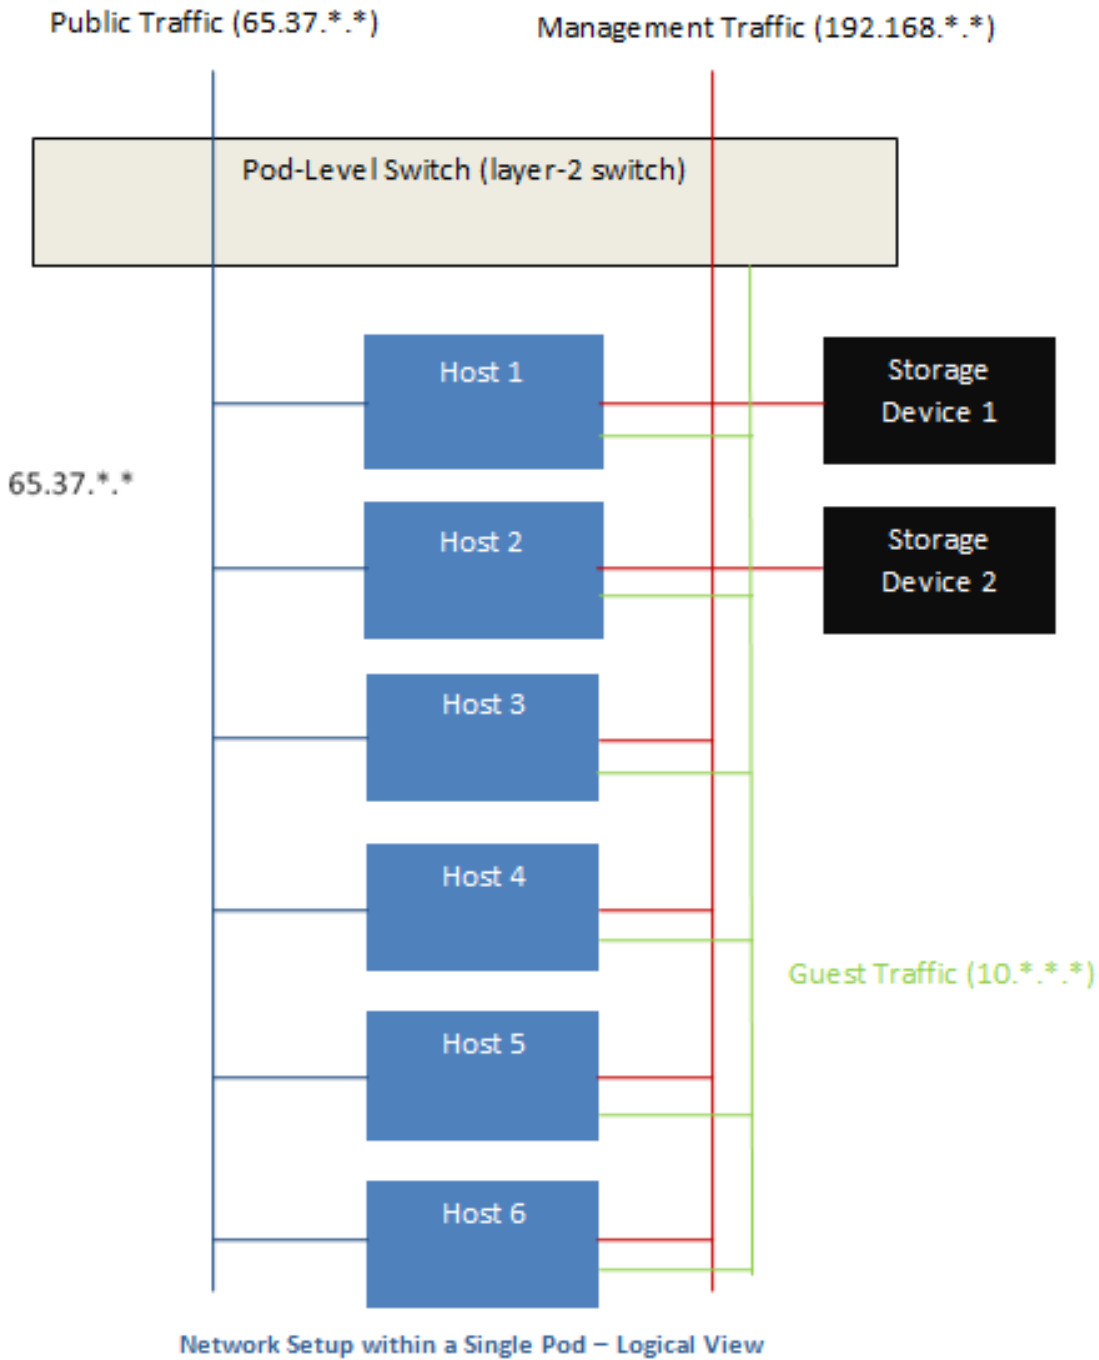 Public Traffic (65.37.*.*)
Management Traffic (192.168.*.*)
Pod-Level Switch (layer-2 switch)
Host 1
Storage
Device 1
65.37.*.*
Host 2
Storage
Device 2
Host 3
Host 4
Guest Traffic (10.*.*.*)
Host 5
Host 6
Network Setup within a Single Pod – Logical View